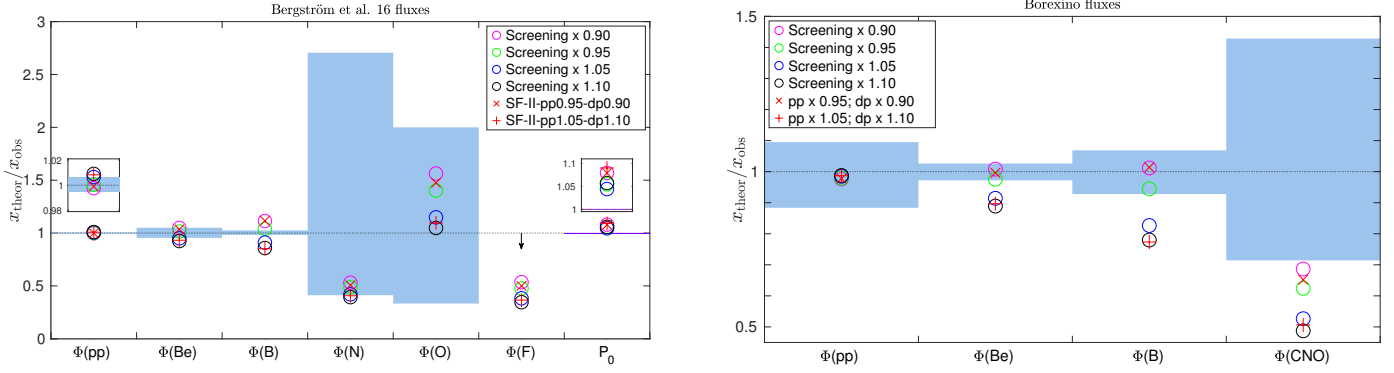 Bergström et al. 16 fluxes
3
2.5
2
1.5
1
0.5
0
x_theor/x_obs
Screening x 0.90
Screening x 0.95
Screening x 1.05
Screening x 1.10
SF-II-pp0.95-dp0.90
SF-II-pp1.05-dp1.10
1.02
1
0.98
1.1
1.05
1
Φ(pp)
Φ(Be)
Φ(B)
Φ(N)
Φ(O)
Φ(F)
P₀
Borexino fluxes
1.5
1
0.5
x_theor/x_obs
Screening x 0.90
Screening x 0.95
Screening x 1.05
Screening x 1.10
pp x 0.95; dp x 0.90
pp x 1.05; dp x 1.10
Φ(pp)
Φ(Be)
Φ(B)
Φ(CNO)